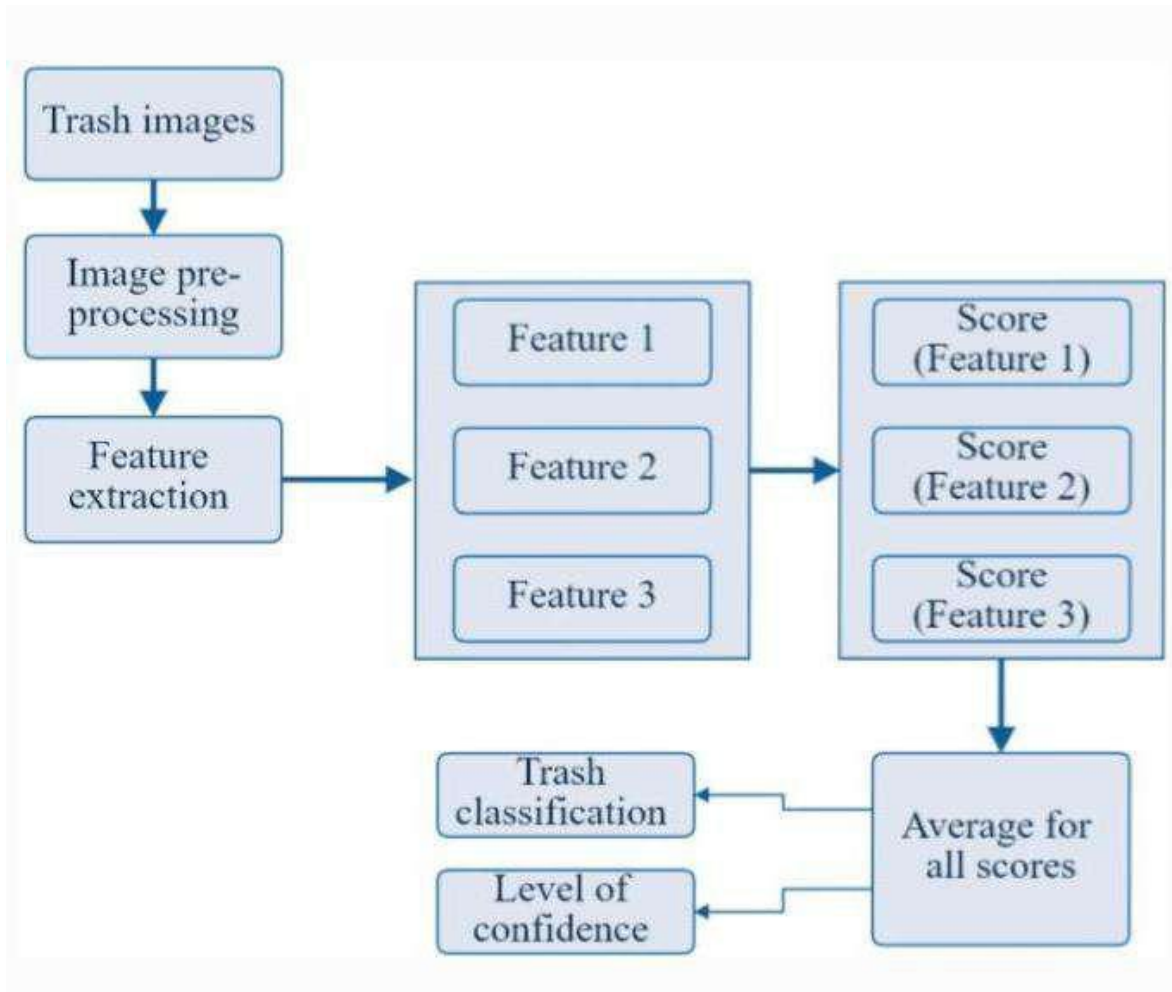 Trash images
Image pre-
processing
Feature
extraction
Feature 1
Feature 2
Feature 3
Score
(Feature 1)
Score
(Feature 2)
Score
(Feature 3)
Average for
all scores
Trash
classification
Level of
confidence